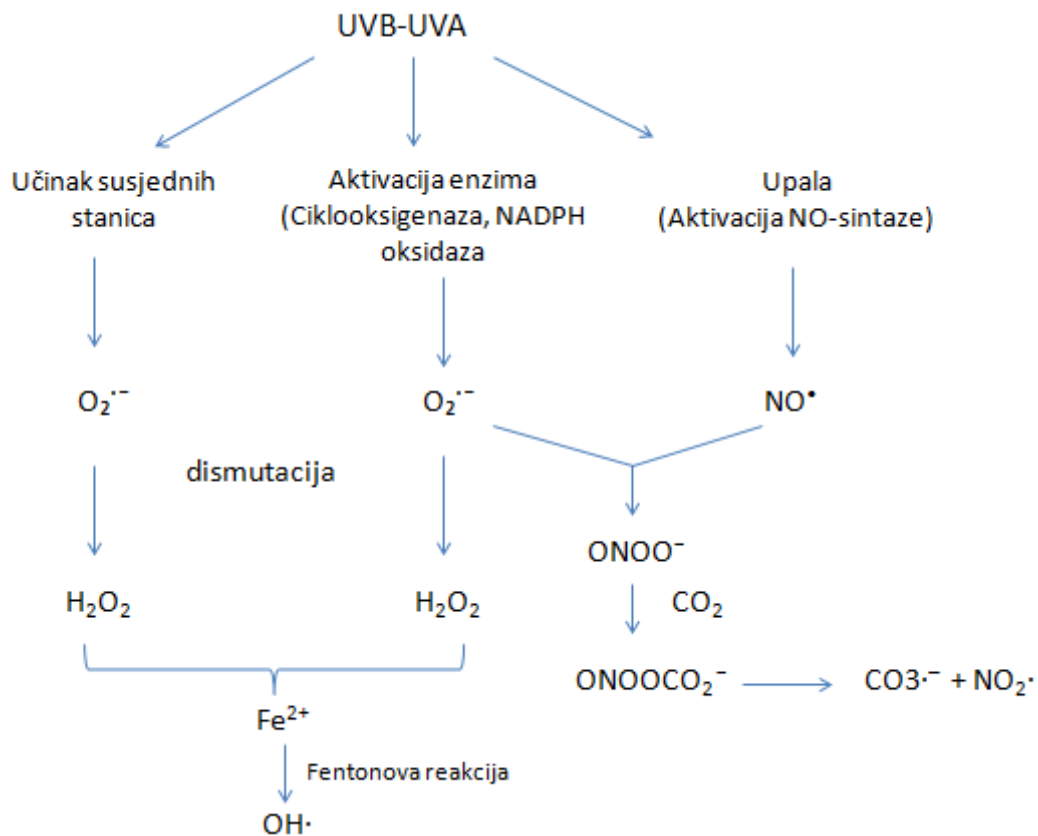 UVB-UVA
Učinak susjednih
stanica
Aktivacija enzima
(Ciklooksigenaza, NADPH
oksidaza
Upala
(Aktivacija NO-sintaze)
O₂·⁻
O₂·⁻
NO•
dismutacija
ONOO⁻
H₂O₂
H₂O₂
CO₂
ONOOCO₂⁻
CO3·⁻ + NO₂·
Fe²⁺
Fentonova reakcija
OH·